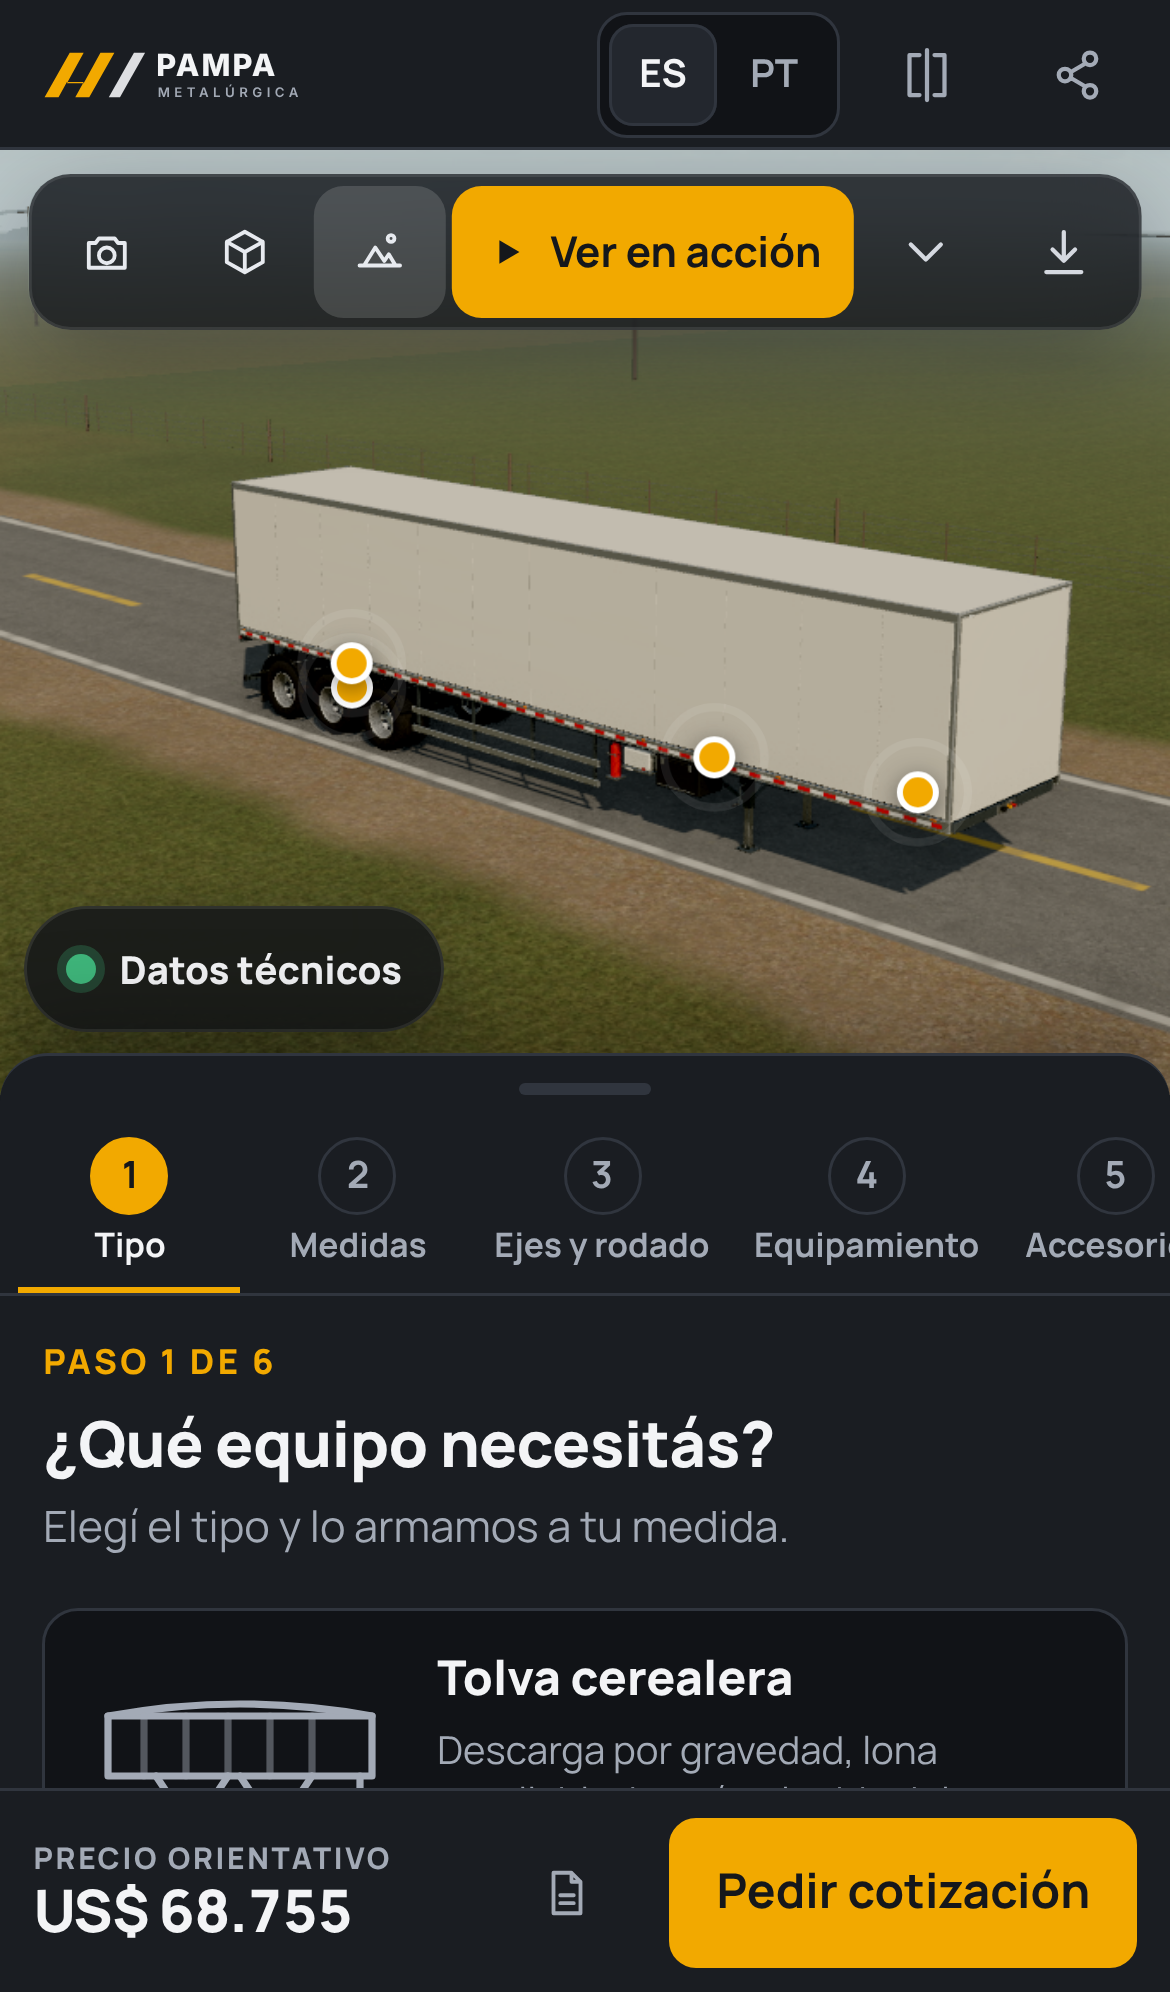 PAMPA
METALÚRGICA
ES
PT
Ver en acción
Datos técnicos
1
2
3
4
5
Tipo
Medidas
Ejes y rodado
Equipamiento
Accesori
PASO 1 DE 6
¿Qué equipo necesitás?
Elegí el tipo y lo armamos a tu medida.
Tolva cerealera
Descarga por gravedad, lona
PRECIO ORIENTATIVO
US$ 68.755
Pedir cotización